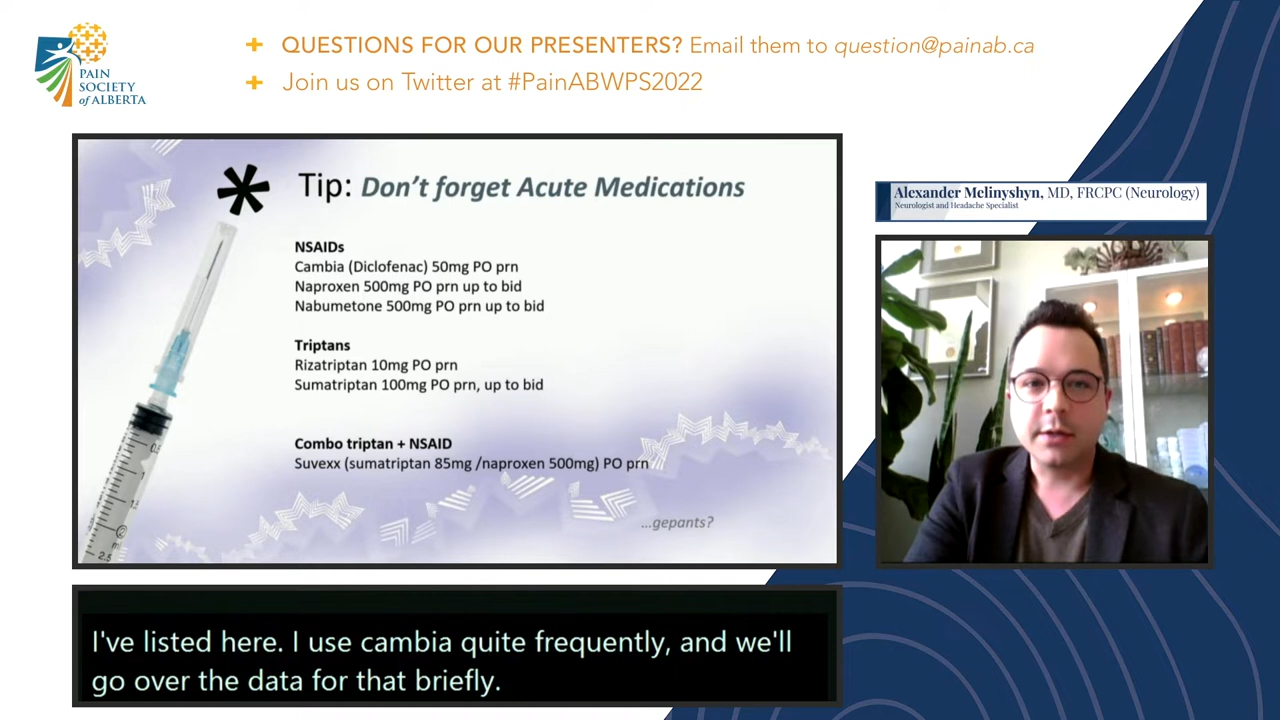 PAIN
SOCIETY
of ALBERTA
+ QUESTIONS FOR OUR PRESENTERS? Email them to question@painab.ca
+ Join us on Twitter at #PainABWPS2022
* Tip: Don't forget Acute Medications
NSAIDs
Cambia (Diclofenac) 50mg PO prn
Naproxen 500mg PO prn up to bid
Nabumetone 500mg PO prn up to bid
Triptans
Rizatriptan 10mg PO prn
Sumatriptan 100mg PO prn, up to bid
Combo triptan + NSAID
Suvexx (sumatriptan 85mg /naproxen 500mg) PO prn
...gepants?
Alexander Melinyshyn, MD, FRCPC (Neurology)
Neurologist and Headache Specialist
I've listed here. I use cambia quite frequently, and we'll
go over the data for that briefly.